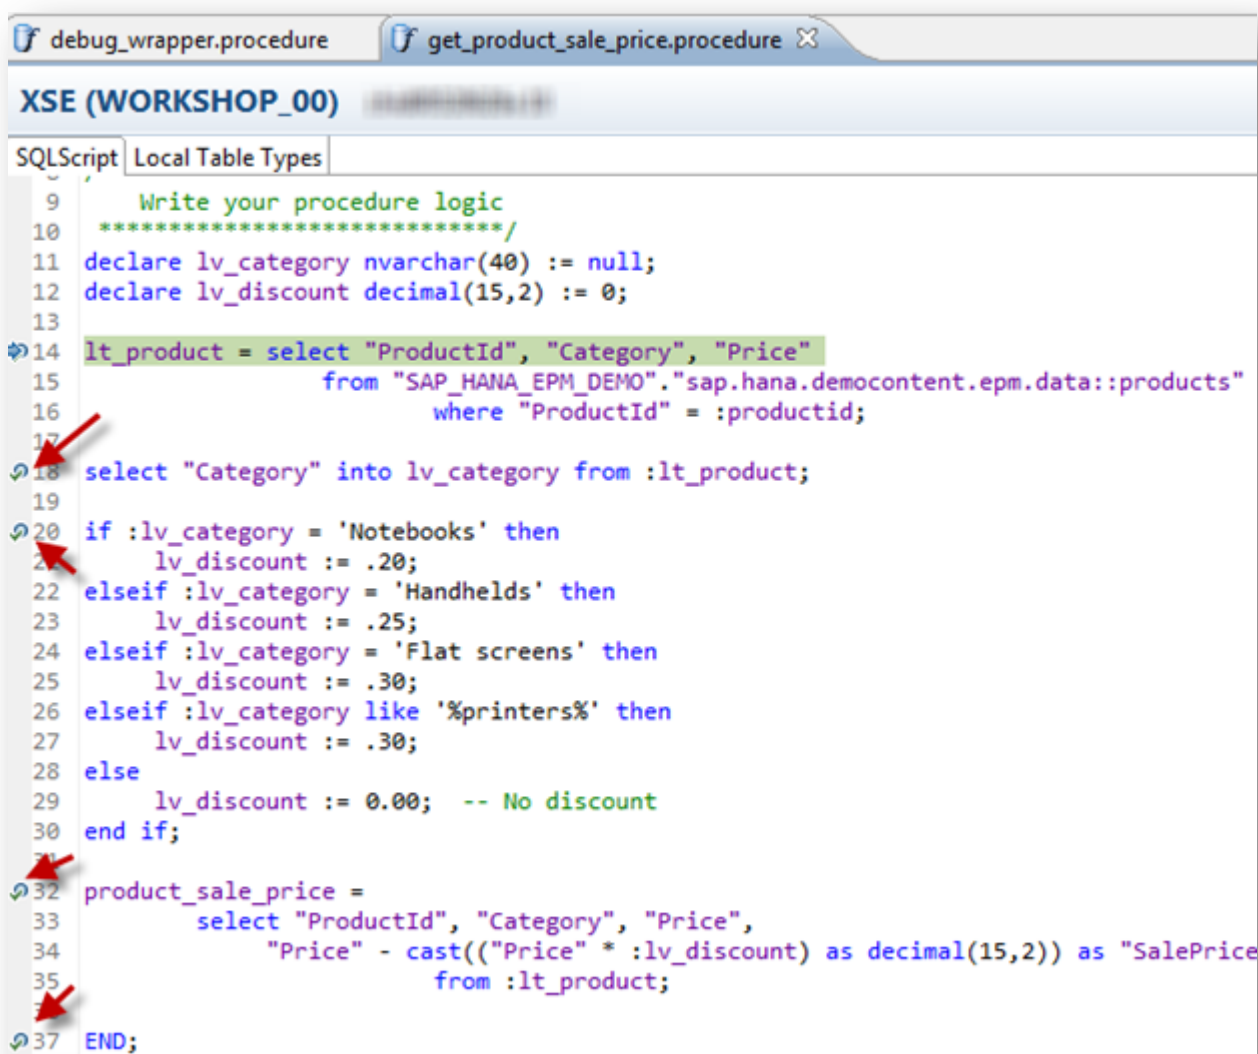 debug_wrapper.procedure get_product_sale_price.procedure
XSE (WORKSHOP_00)
SQLScript Local Table Types
9 Write your procedure logic
10 *****************************/
11 declare lv_category nvarchar(40) := null;
12 declare lv_discount decimal(15,2) := 0;
13
14 lt_product = select "ProductId", "Category", "Price"
15 from "SAP_HANA_EPM_DEMO"."sap.hana.democontent.epm.data::products"
16 where "ProductId" = :productid;
17
18 select "Category" into lv_category from :lt_product;
19
20 if :lv_category = 'Notebooks' then
21 lv_discount := .20;
22 elseif :lv_category = 'Handhelds' then
23 lv_discount := .25;
24 elseif :lv_category = 'Flat screens' then
25 lv_discount := .30;
26 elseif :lv_category like '%printers%' then
27 lv_discount := .30;
28 else
29 lv_discount := 0.00; -- No discount
30 end if;
31
32 product_sale_price =
33 select "ProductId", "Category", "Price",
34 "Price" - cast(("Price" * :lv_discount) as decimal(15,2)) as "SalePrice
35 from :lt_product;
37 END;